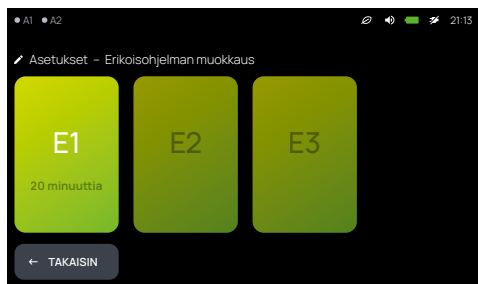 A1 A2 21:13
Asetukset – Erikoisohjelman muokkaus
E1 E2 E3
20 minuuttia
← TAKAISIN